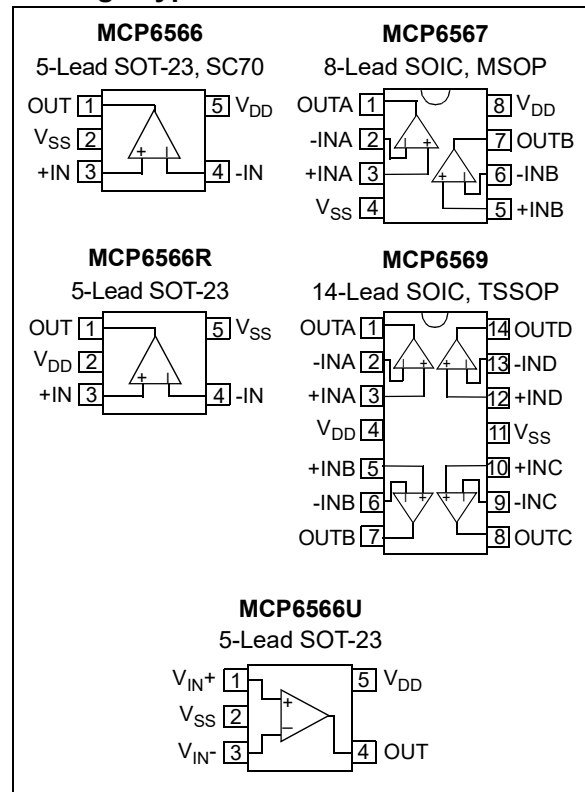 MCP6566
5-Lead SOT-23, SC70
OUT 1
5 VDD
VSS 2
+IN 3
4 -IN
+ –
MCP6567
8-Lead SOIC, MSOP
OUTA 1
8 VDD
-INA 2
7 OUTB
+INA 3
6 -INB
VSS 4
5 +INB
MCP6566R
5-Lead SOT-23
OUT 1
5 VSS
VDD 2
+IN 3
4 -IN
MCP6569
14-Lead SOIC, TSSOP
OUTA 1
14 OUTD
-INA 2
13 -IND
+INA 3
12 +IND
VDD 4
11 VSS
+INB 5
10 +INC
-INB 6
9 -INC
OUTB 7
8 OUTC
MCP6566U
5-Lead SOT-23
VIN+ 1
5 VDD
VSS 2
VIN- 3
4 OUT